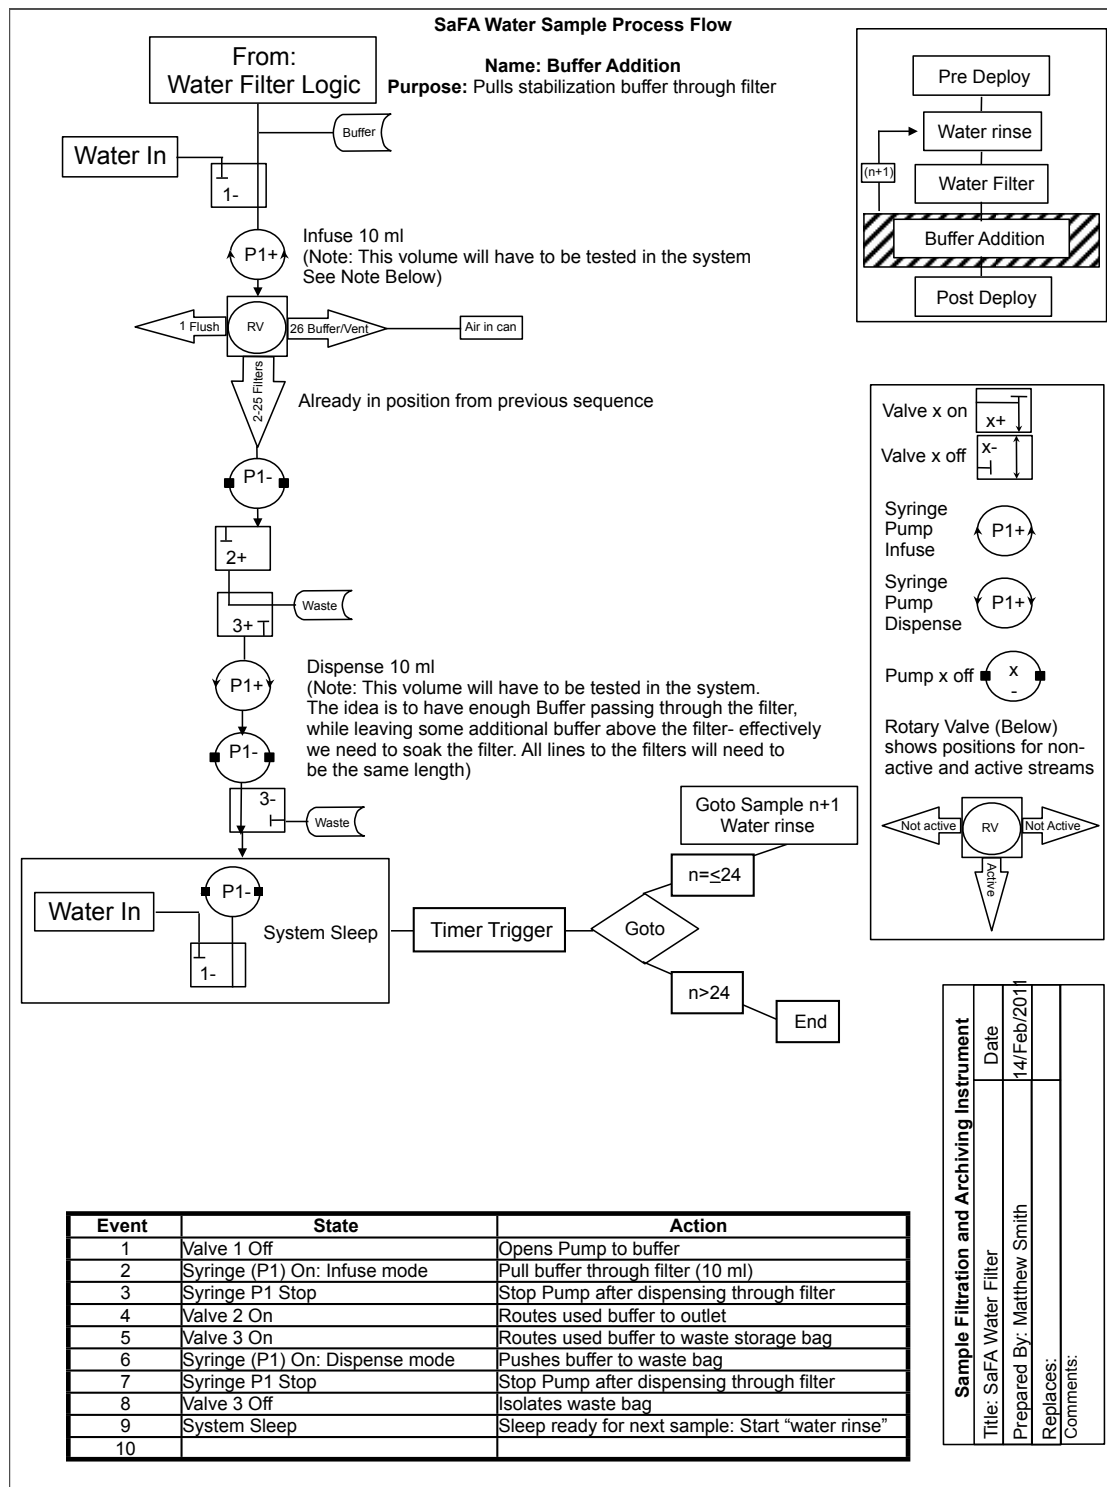 SaFA Water Sample Process Flow
Name: Buffer Addition
Purpose: Pulls stabilization buffer through filter
From:
Water Filter Logic
Buffer
Water In
1-
P1+
Infuse 10 ml
(Note: This volume will have to be tested in the system
See Note Below)
1 Flush
RV
26 Buffer/Vent
Air in can
2-25 Filters
Already in position from previous sequence
P1-
2+
Waste
3+
P1+
Dispense 10 ml
(Note: This volume will have to be tested in the system.
The idea is to have enough Buffer passing through the filter,
while leaving some additional buffer above the filter- effectively
we need to soak the filter. All lines to the filters will need to
be the same length)
P1-
3-
Waste
P1-
Water In
1-
System Sleep
Timer Trigger
Goto
n=≤24
Goto Sample n+1
Water rinse
n>24
End
Pre Deploy
Water rinse
(n+1)
Water Filter
Buffer Addition
Post Deploy
Valve x on
x+
Valve x off
x-
Syringe
Pump
Infuse
P1+
Syringe
Pump
Dispense
P1+
Pump x off
x
-
Rotary Valve (Below)
shows positions for non-
active and active streams
Not active
RV
Not Active
Active
Sample Filtration and Archiving Instrument
Title: SaFA Water Filter
Date
Prepared By: Matthew Smith
14/Feb/2011
Replaces:
Comments:
Event State Action
1 Valve 1 Off Opens Pump to buffer
2 Syringe (P1) On: Infuse mode Pull buffer through filter (10 ml)
3 Syringe P1 Stop Stop Pump after dispensing through filter
4 Valve 2 On Routes used buffer to outlet
5 Valve 3 On Routes used buffer to waste storage bag
6 Syringe (P1) On: Dispense mode Pushes buffer to waste bag
7 Syringe P1 Stop Stop Pump after dispensing through filter
8 Valve 3 Off Isolates waste bag
9 System Sleep Sleep ready for next sample: Start “water rinse”
10